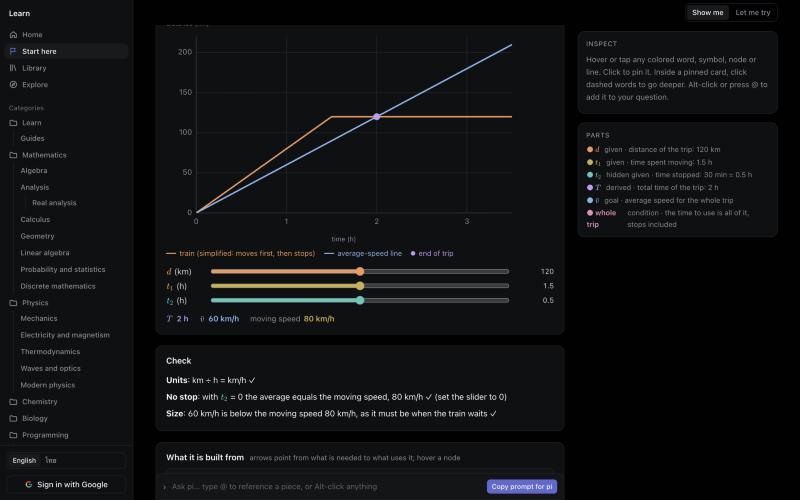 Learn
Home
Start here
Library
Explore
Categories
Learn
Guides
Mathematics
Algebra
Analysis
Real analysis
Calculus
Geometry
Linear algebra
Probability and statistics
Discrete mathematics
Physics
Mechanics
Electricity and magnetism
Thermodynamics
Waves and optics
Modern physics
Chemistry
Biology
Programming
English ไทย
Sign in with Google
200
150
100
50
0
0 1 2 3
time (h)
train (simplified: moves first, then stops) average-speed line end of trip
d (km) 120
t₁ (h) 1.5
t₂ (h) 0.5
T 2 h v̄ 60 km/h moving speed 80 km/h
Check
Units: km ÷ h = km/h ✓
No stop: with t₂ = 0 the average equals the moving speed, 80 km/h ✓ (set the slider to 0)
Size: 60 km/h is below the moving speed 80 km/h, as it must be when the train waits ✓
What it is built from arrows point from what is needed to what uses it; hover a node
› Ask pi... type @ to reference a piece, or Alt-click anything Copy prompt for pi
Show me Let me try
INSPECT
Hover or tap any colored word, symbol, node or
line. Click to pin it. Inside a pinned card, click
dashed words to go deeper. Alt-click or press @ to
add it to your question.
PARTS
d given · distance of the trip: 120 km
t₁ given · time spent moving: 1.5 h
t₂ hidden given · time stopped: 30 min = 0.5 h
T derived · total time of the trip: 2 h
v̄ goal · average speed for the whole trip
whole condition · the time to use is all of it,
trip stops included